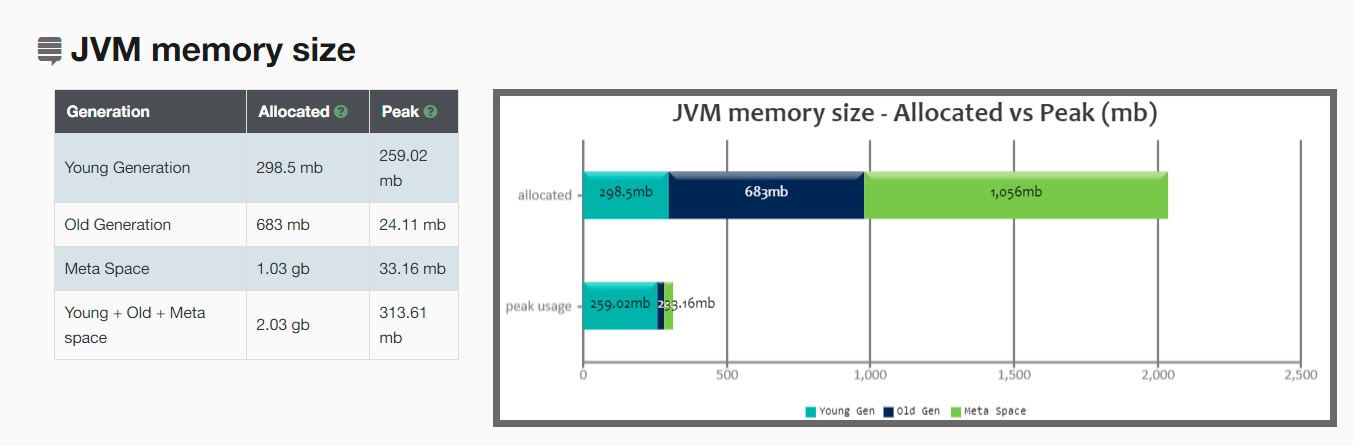 JVM memory size
Generation Allocated Peak
Young Generation 298.5 mb 259.02 mb
Old Generation 683 mb 24.11 mb
Meta Space 1.03 gb 33.16 mb
Young + Old + Meta space 2.03 gb 313.61 mb
JVM memory size - Allocated vs Peak (mb)
allocated 298.5mb 683mb 1,056mb
peak usage 259.02mb 33.16mb
0 500 1,000 1,500 2,000 2,500
Young Gen Old Gen Meta Space